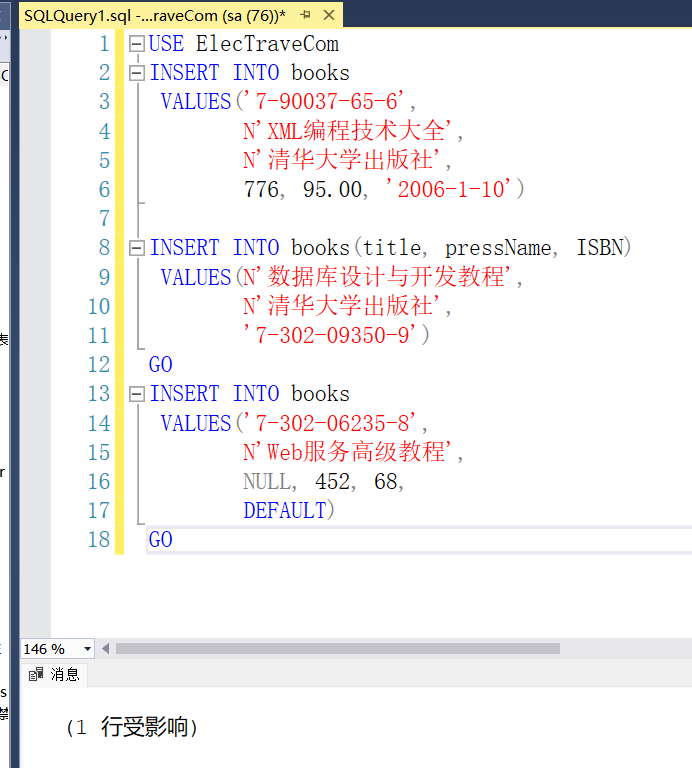 SQLQuery1.sql -...raveCom (sa (76))*
1 USE ElecTraveCom
2 INSERT INTO books
3 VALUES('7-90037-65-6',
4 N'XML编程技术大全',
5 N'清华大学出版社',
6 776, 95.00, '2006-1-10')
7
8 INSERT INTO books(title, pressName, ISBN)
9 VALUES(N'数据库设计与开发教程',
10 N'清华大学出版社',
11 '7-302-09350-9')
12 GO
13 INSERT INTO books
14 VALUES('7-302-06235-8',
15 N'Web服务高级教程',
16 NULL, 452, 68,
17 DEFAULT)
18 GO
146 %
消息
(1 行受影响)